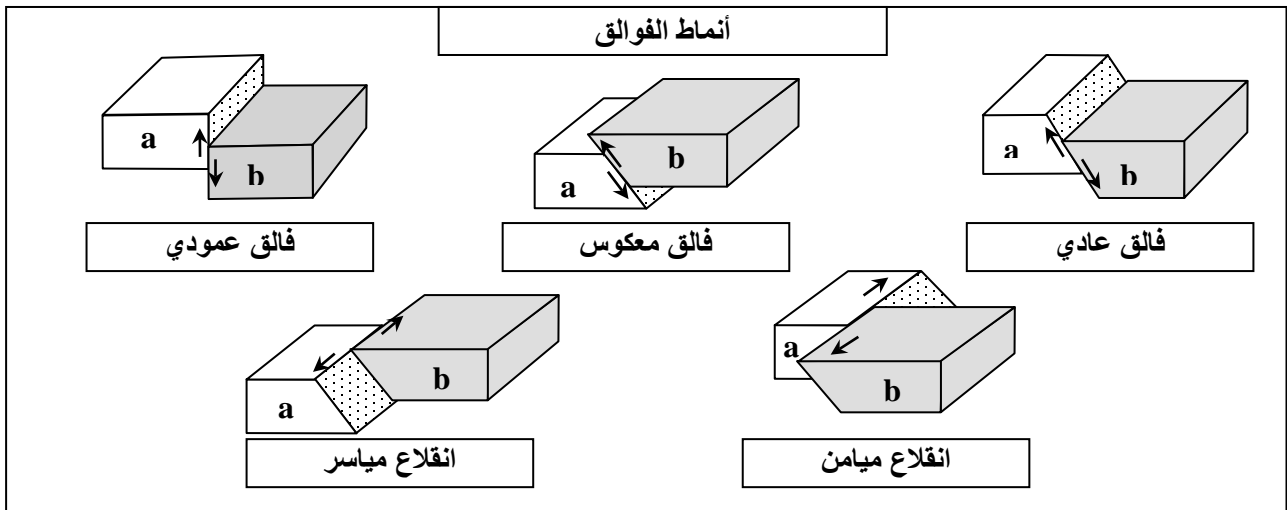 أنماط الفوالق
a
b
a
b
a
b
فالق عمودي
فالق معكوس
فالق عادي
a
b
a
b
انقلاع مياسر
انقلاع ميامن